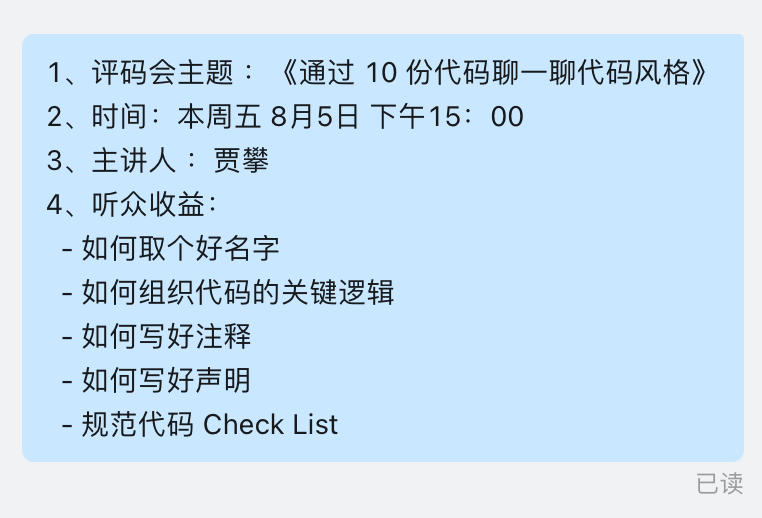 1、评码会主题 ：《通过 10 份代码聊一聊代码风格》
2、时间：本周五 8月5日 下午15：00
3、主讲人 ：贾攀
4、听众收益：
- 如何取个好名字
- 如何组织代码的关键逻辑
- 如何写好注释
- 如何写好声明
- 规范代码 Check List
已读